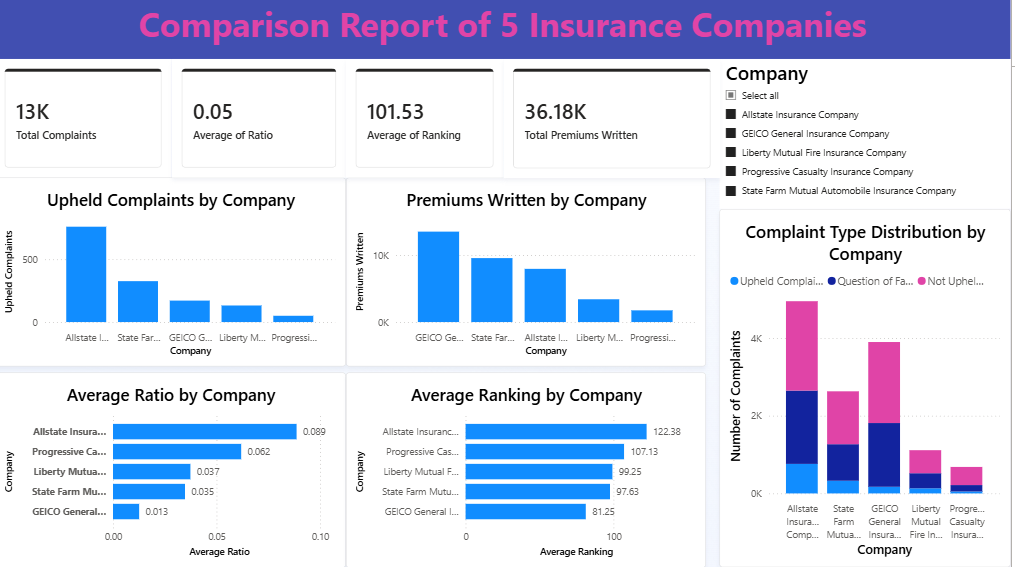 Comparison Report of 5 Insurance Companies
13K
Total Complaints
0.05
Average of Ratio
101.53
Average of Ranking
36.18K
Total Premiums Written
Company
Select all
Allstate Insurance Company
GEICO General Insurance Company
Liberty Mutual Fire Insurance Company
Progressive Casualty Insurance Company
State Farm Mutual Automobile Insurance Company
Upheld Complaints by Company
Upheld Complaints
500
0
Allstate I... State Far... GEICO G... Liberty M... Progressi...
Company
Premiums Written by Company
Premiums Written
10K
0K
GEICO Ge... State Far... Allstate I... Liberty M... Progressi...
Company
Complaint Type Distribution by
Company
Upheld Complai... Question of Fa... Not Uphel...
Number of Complaints
4K
2K
0K
Allstate State GEICO Liberty Progre...
Insura... Farm General Mutual Casualty
Comp... Mutua... Insura... Fire In... Insura...
Company
Average Ratio by Company
Company
Allstate Insura... 0.089
Progressive Ca... 0.062
Liberty Mutua... 0.037
State Farm Mu... 0.035
GEICO General... 0.013
0.00 0.05 0.10
Average Ratio
Average Ranking by Company
Company
Allstate Insuranc... 122.38
Progressive Cas... 107.13
Liberty Mutual F... 99.25
State Farm Mutu... 97.63
GEICO General I... 81.25
0 100
Average Ranking